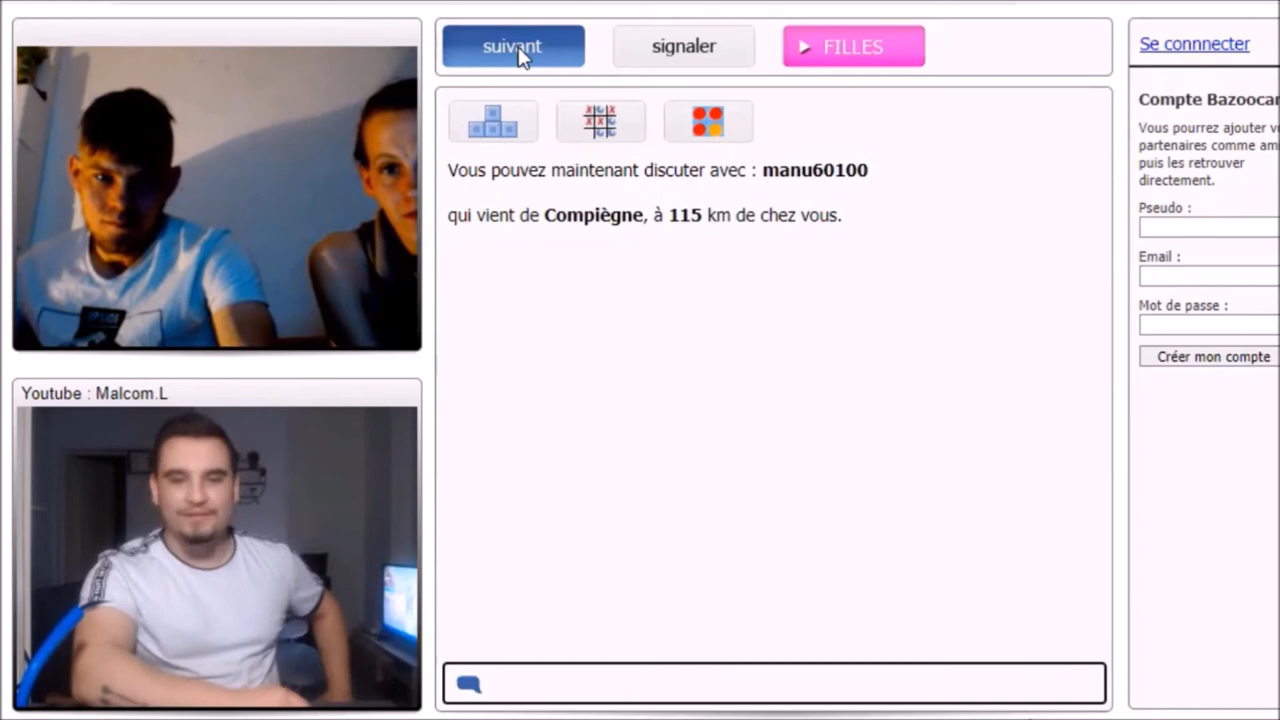 suivant
signaler
FILLES
Se connnecter
Vous pouvez maintenant discuter avec : manu60100
qui vient de Compiègne, à 115 km de chez vous.
Compte Bazoocar
Vous pourrez ajouter v
partenaires comme am
puis les retrouver
directement.
Pseudo :
Email :
Mot de passe :
Créer mon compte
Youtube : Malcom.L